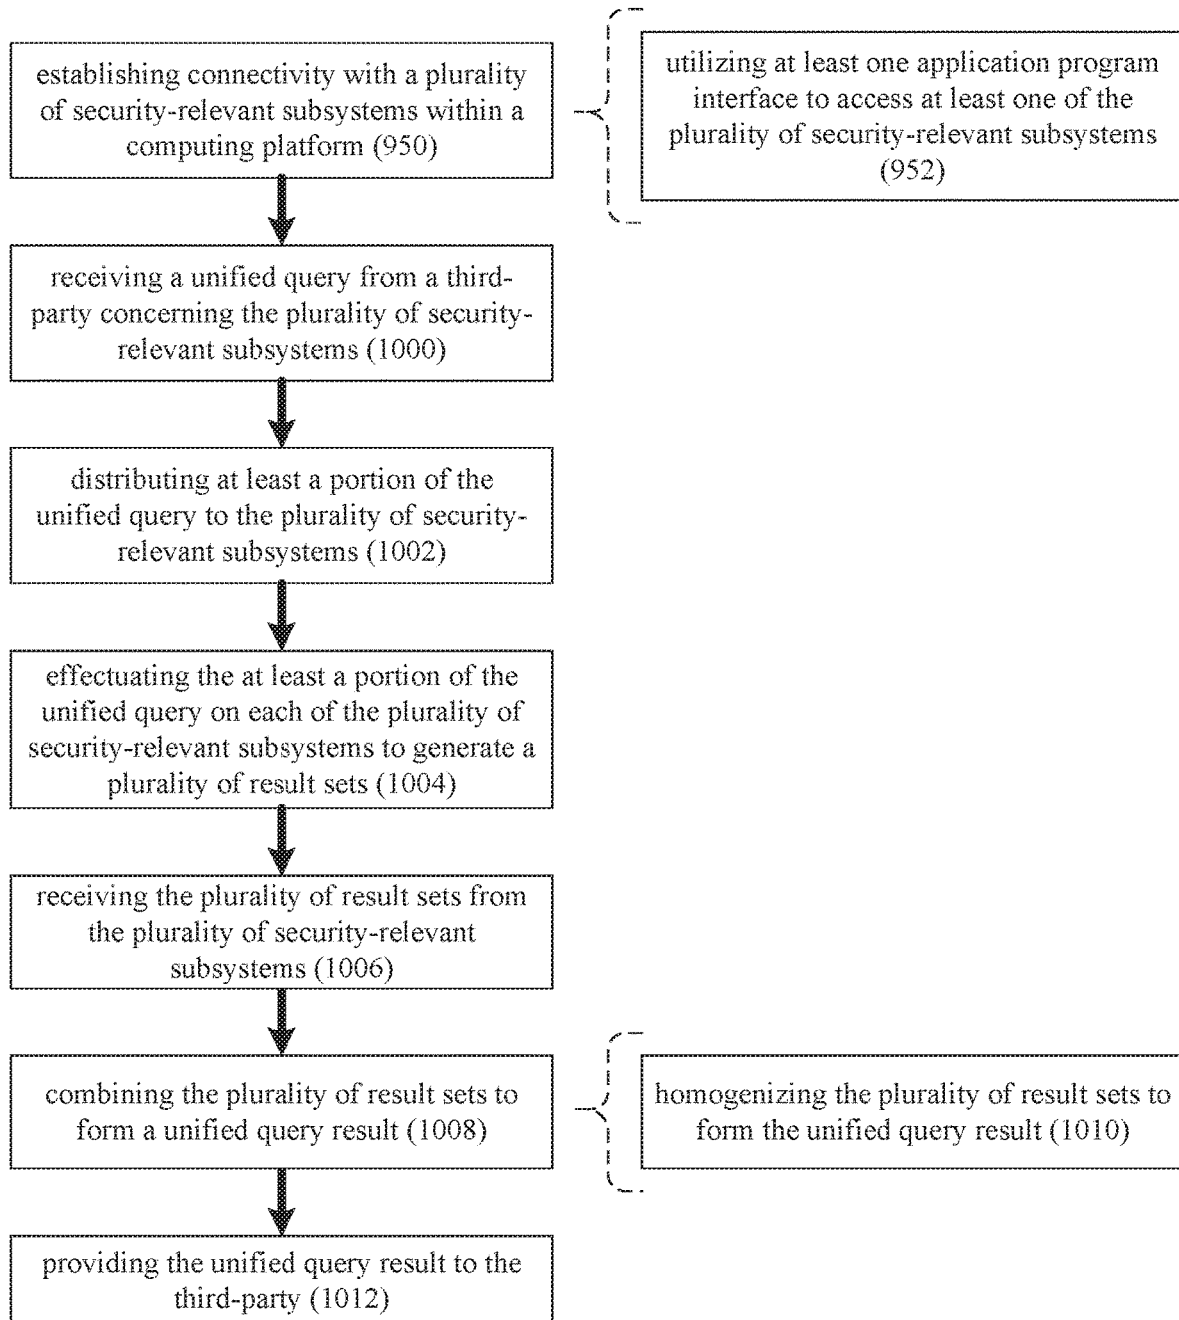 establishing connectivity with a plurality
of security-relevant subsystems within a
computing platform (950)
utilizing at least one application program
interface to access at least one of the
plurality of security-relevant subsystems
(952)
receiving a unified query from a third-
party concerning the plurality of security-
relevant subsystems (1000)
distributing at least a portion of the
unified query to the plurality of security-
relevant subsystems (1002)
effectuating the at least a portion of the
unified query on each of the plurality of
security-relevant subsystems to generate a
plurality of result sets (1004)
receiving the plurality of result sets from
the plurality of security-relevant
subsystems (1006)
combining the plurality of result sets to
form a unified query result (1008)
homogenizing the plurality of result sets to
form the unified query result (1010)
providing the unified query result to the
third-party (1012)